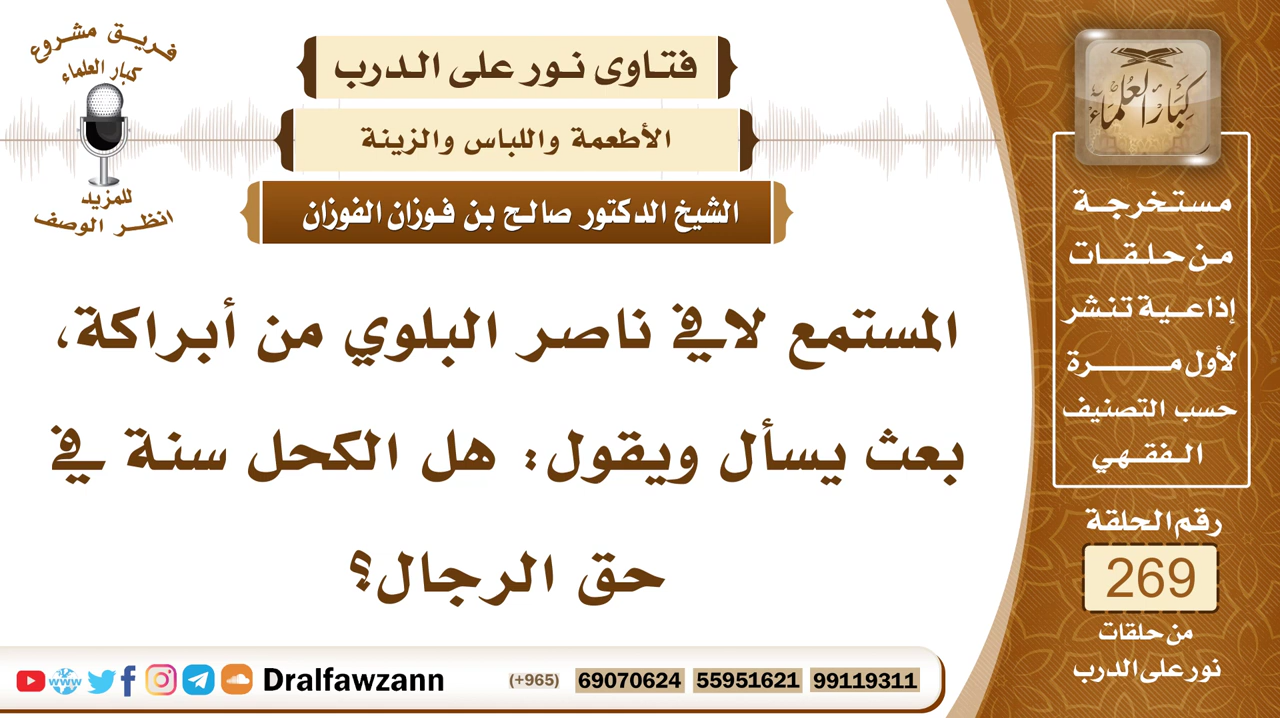 فريق مشروع
كبار العلماء
للمزيد
انظر الوصف
فتاوى نور على الدرب
الأطعمة واللباس والزينة
الشيخ الدكتور صالح بن فوزان الفوزان
المستمع لافي ناصر البلوي من أبراكة،
بعث يسأل ويقول: هل الكحل سنة في
حق الرجال؟
كبار العلماء
مستخرجة
من حلقات
إذاعية تنشر
لأول مرة
حسب التصنيف
الفقهي
رقم الحلقة
269
من حلقات
نور على الدرب
www Dralfawzann (+965) 69070624 55951621 99119311